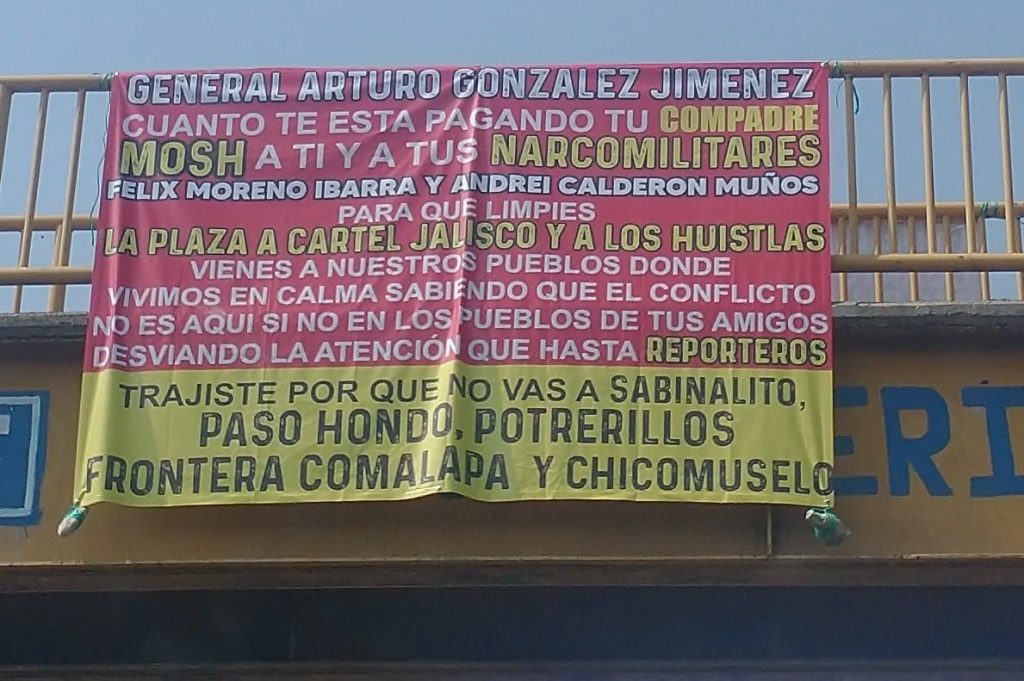 GENERAL ARTURO GONZALEZ JIMENEZ
CUANTO TE ESTA PAGANDO TU COMPADRE
MOSH A TI Y A TUS NARCOMILITARES
FELIX MORENO IBARRA Y ANDREI CALDERON MUÑOS
PARA QUE LIMPIES
LA PLAZA A CARTEL JALISCO Y A LOS HUISTLAS
VIENES A NUESTROS PUEBLOS DONDE
VIVIMOS EN CALMA SABIENDO QUE EL CONFLICTO
NO ES AQUI SI NO EN LOS PUEBLOS DE TUS AMIGOS
DESVIANDO LA ATENCIÓN QUE HASTA REPORTEROS
TRAJISTE POR QUE NO VAS A SABINALITO,
PASO HONDO, POTRERILLOS
FRONTERA COMALAPA Y CHICOMUSELO
ERI